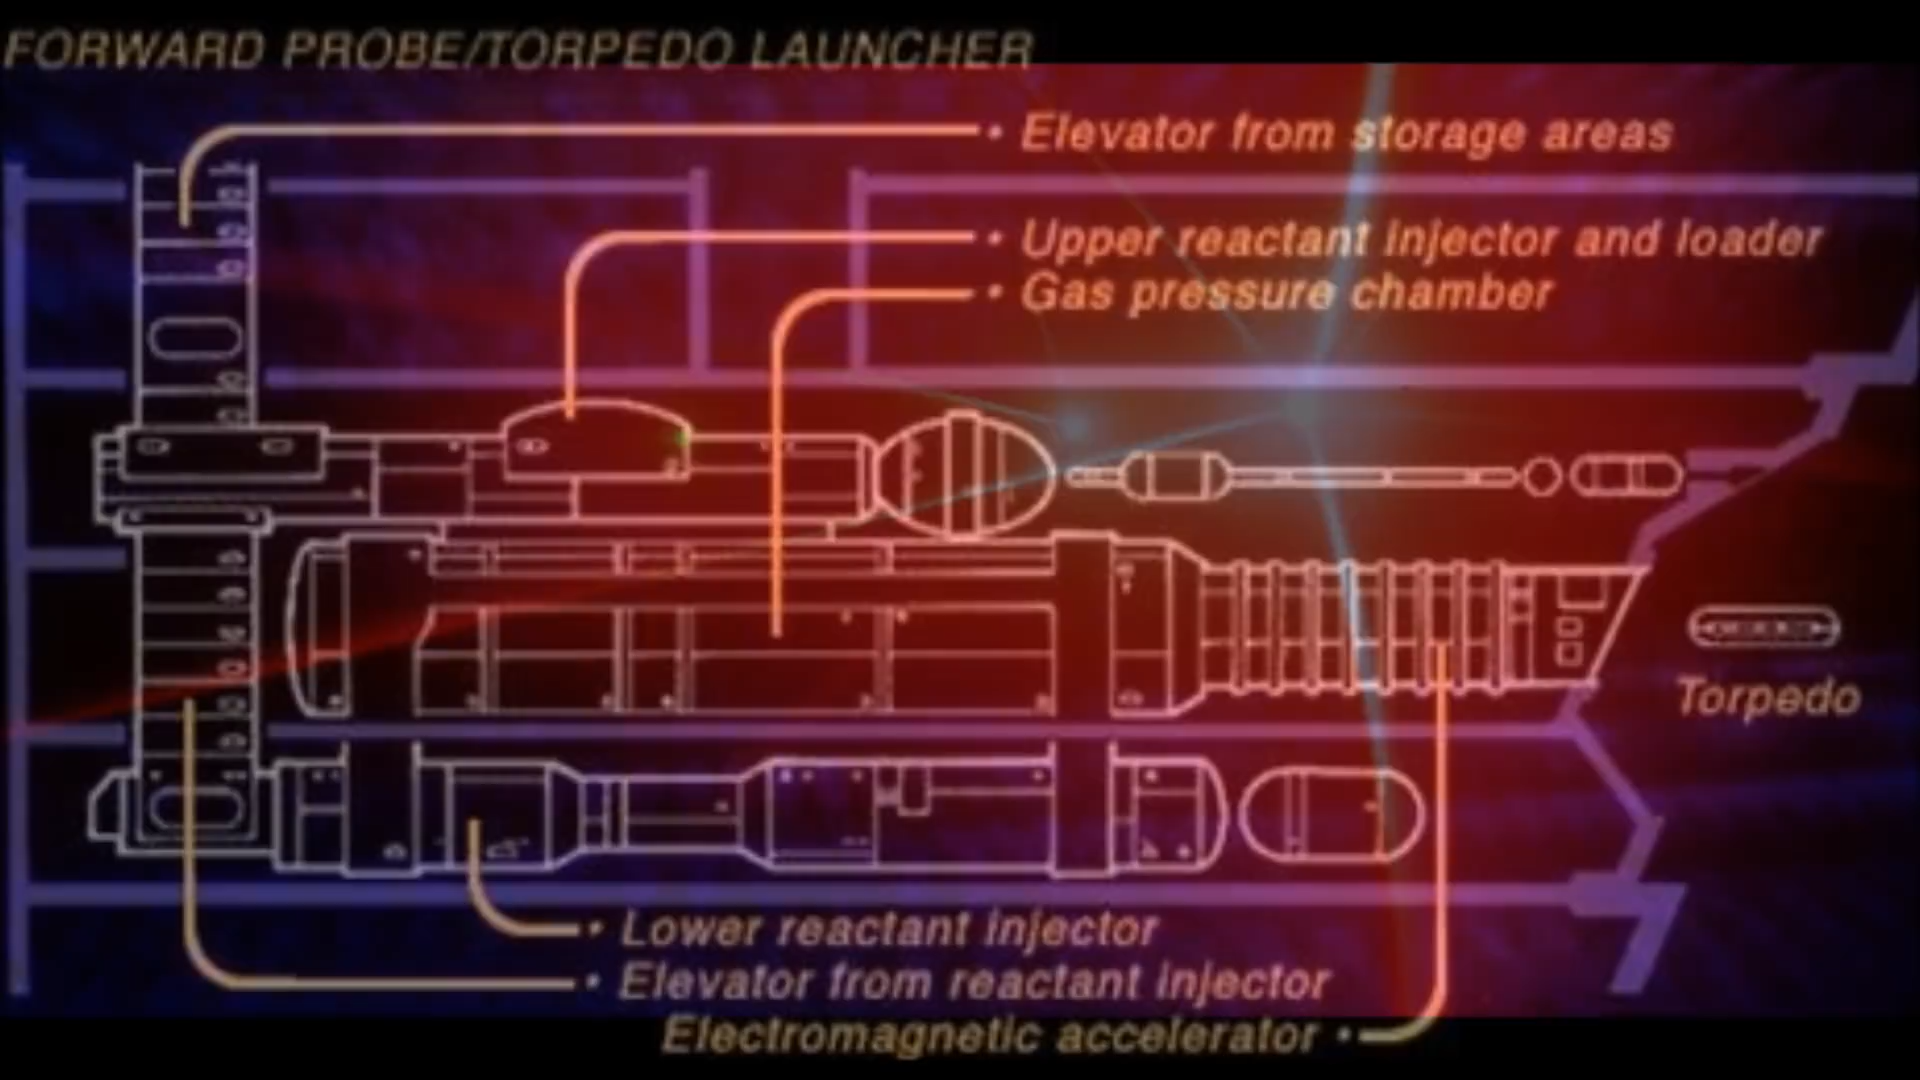 FORWARD PROBE/TORPEDO LAUNCHER
• Elevator from storage areas
• Upper reactant injector and loader
• Gas pressure chamber
Torpedo
• Lower reactant injector
• Elevator from reactant injector
Electromagnetic accelerator •